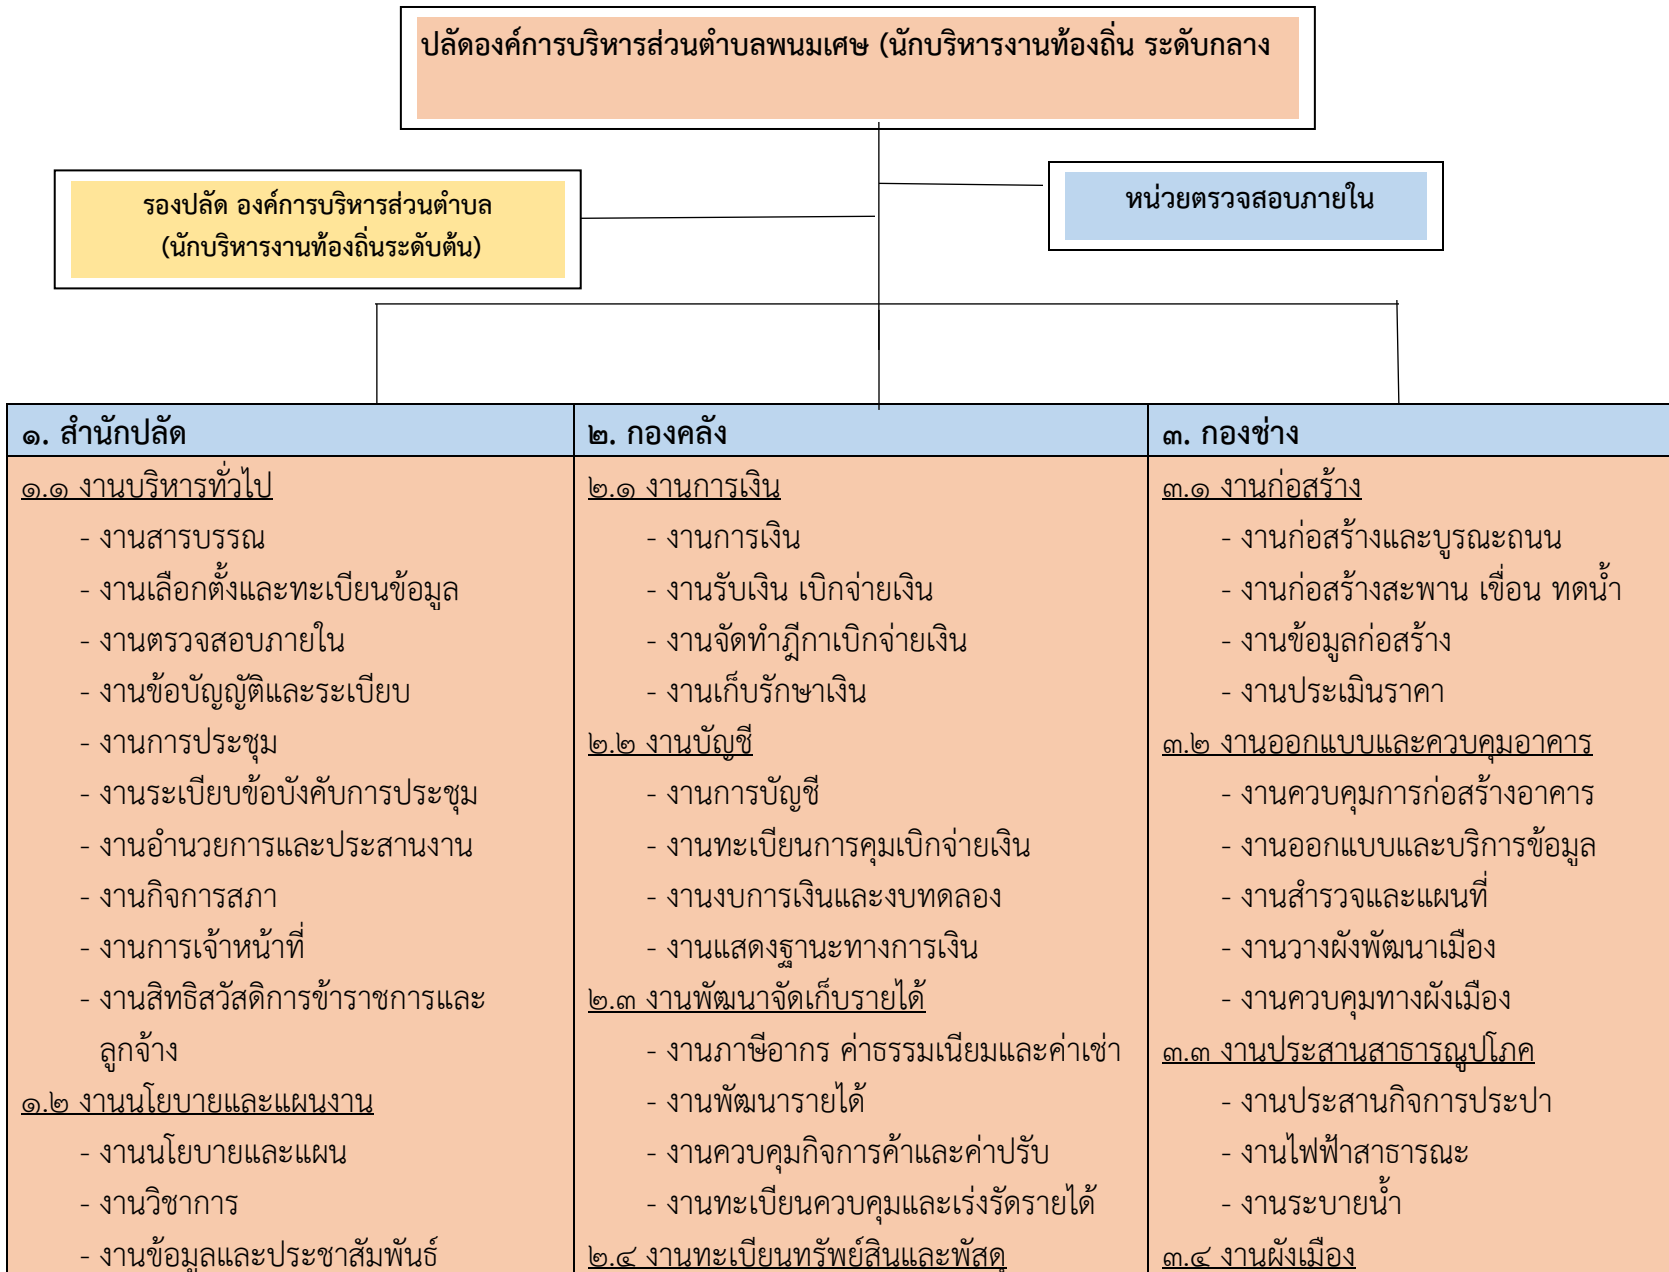 ปลัดองค์การบริหารส่วนตำบลพนมเศษ (นักบริหารงานท้องถิ่น ระดับกลาง
รองปลัด องค์การบริหารส่วนตำบล
(นักบริหารงานท้องถิ่นระดับต้น)
หน่วยตรวจสอบภายใน
๑. สำนักปลัด
๑.๑ งานบริหารทั่วไป
- งานสารบรรณ
- งานเลือกตั้งและทะเบียนข้อมูล
- งานตรวจสอบภายใน
- งานข้อบัญญัติและระเบียบ
- งานการประชุม
- งานระเบียบข้อบังคับการประชุม
- งานอำนวยการและประสานงาน
- งานกิจการสภา
- งานการเจ้าหน้าที่
- งานสิทธิสวัสดิการข้าราชการและ
ลูกจ้าง
๑.๒ งานนโยบายและแผนงาน
- งานนโยบายและแผน
- งานวิชาการ
- งานข้อมูลและประชาสัมพันธ์
๒. กองคลัง
๒.๑ งานการเงิน
- งานการเงิน
- งานรับเงิน เบิกจ่ายเงิน
- งานจัดทำฎีกาเบิกจ่ายเงิน
- งานเก็บรักษาเงิน
๒.๒ งานบัญชี
- งานการบัญชี
- งานทะเบียนการคุมเบิกจ่ายเงิน
- งานงบการเงินและงบทดลอง
- งานแสดงฐานะทางการเงิน
๒.๓ งานพัฒนาจัดเก็บรายได้
- งานภาษีอากร ค่าธรรมเนียมและค่าเช่า
- งานพัฒนารายได้
- งานควบคุมกิจการค้าและค่าปรับ
- งานทะเบียนควบคุมและเร่งรัดรายได้
๒.๔ งานทะเบียนทรัพย์สินและพัสดุ
๓. กองช่าง
๓.๑ งานก่อสร้าง
- งานก่อสร้างและบูรณะถนน
- งานก่อสร้างสะพาน เขื่อน ทดน้ำ
- งานข้อมูลก่อสร้าง
- งานประเมินราคา
๓.๒ งานออกแบบและควบคุมอาคาร
- งานควบคุมการก่อสร้างอาคาร
- งานออกแบบและบริการข้อมูล
- งานสำรวจและแผนที่
- งานวางผังพัฒนาเมือง
- งานควบคุมทางผังเมือง
๓.๓ งานประสานสาธารณูปโภค
- งานประสานกิจการประปา
- งานไฟฟ้าสาธารณะ
- งานระบายน้ำ
๓.๔ งานผังเมือง